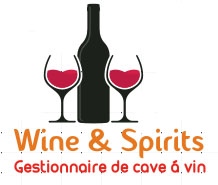 Wine & Spirits
Gestionnaire de cave á vin